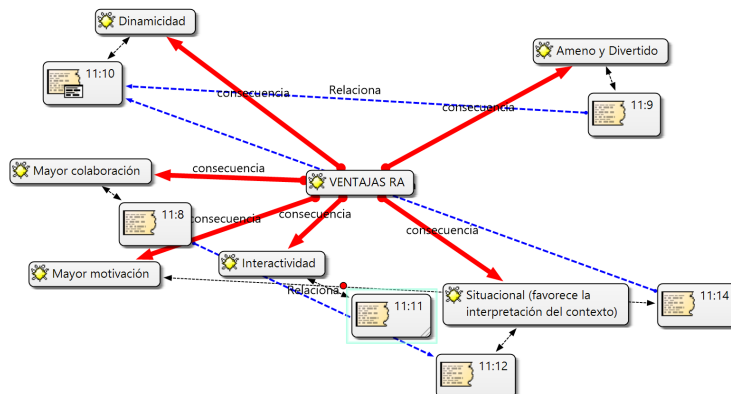 Dinamicidad
Ameno y Divertido
11:10
Relaciona
consecuencia
consecuencia
11:9
Mayor colaboración
consecuencia
VENTAJAS RA
11:8
consecuencia
consecuencia
consecuencia
Mayor motivación
Interactividad
Relaciona
11:11
Situacional (favorece la
interpretación del contexto)
11:14
11:12